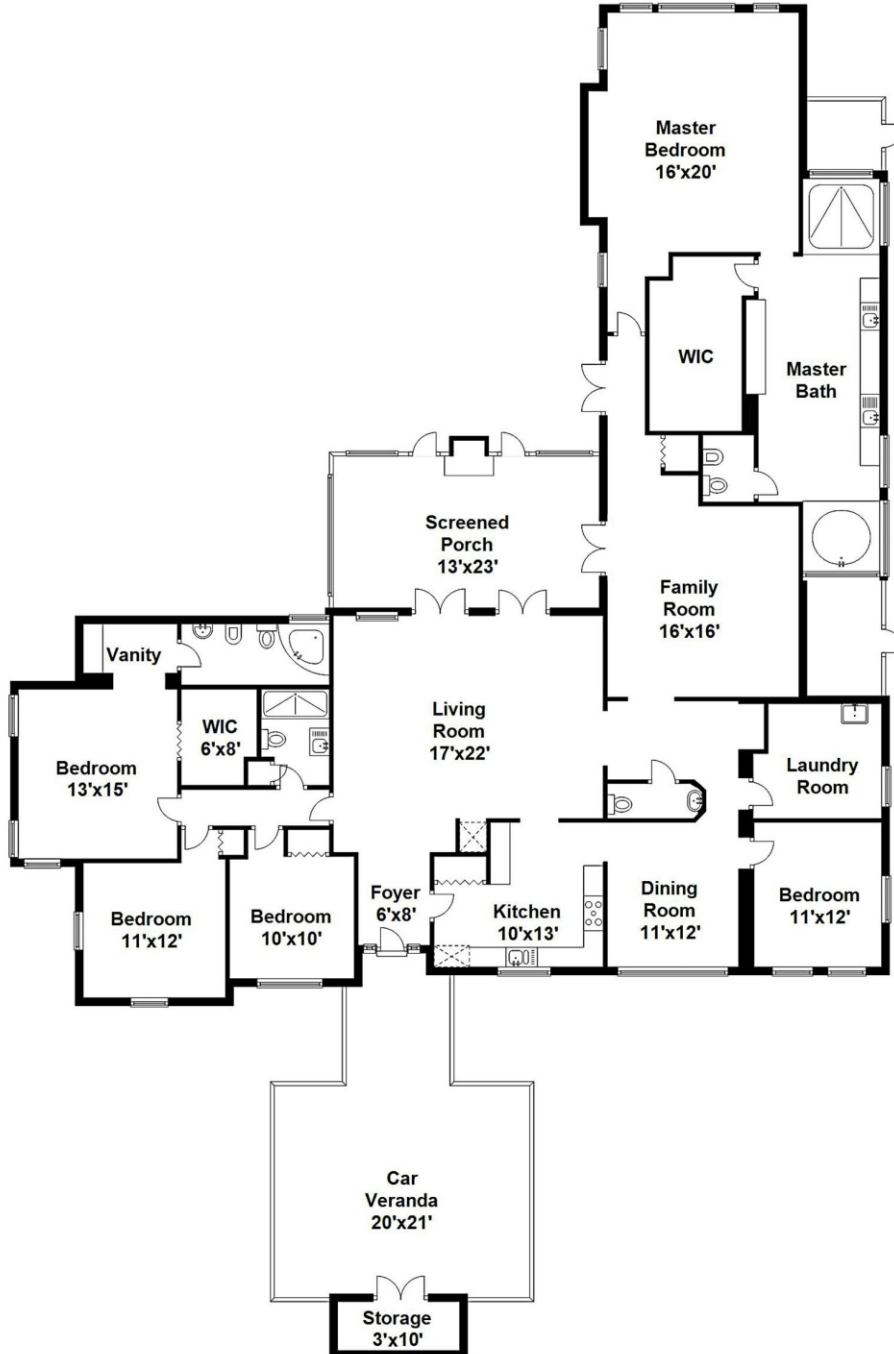 Master
Bedroom
16'x20'
WIC
Master
Bath
Screened
Porch
13'x23'
Family
Room
16'x16'
Vanity
WIC
6'x8'
Living
Room
17'x22'
Bedroom
13'x15'
Laundry
Room
Bedroom
11'x12'
Bedroom
10'x10'
Foyer
6'x8'
Kitchen
10'x13'
Dining
Room
11'x12'
Bedroom
11'x12'
Car
Veranda
20'x21'
Storage
3'x10'